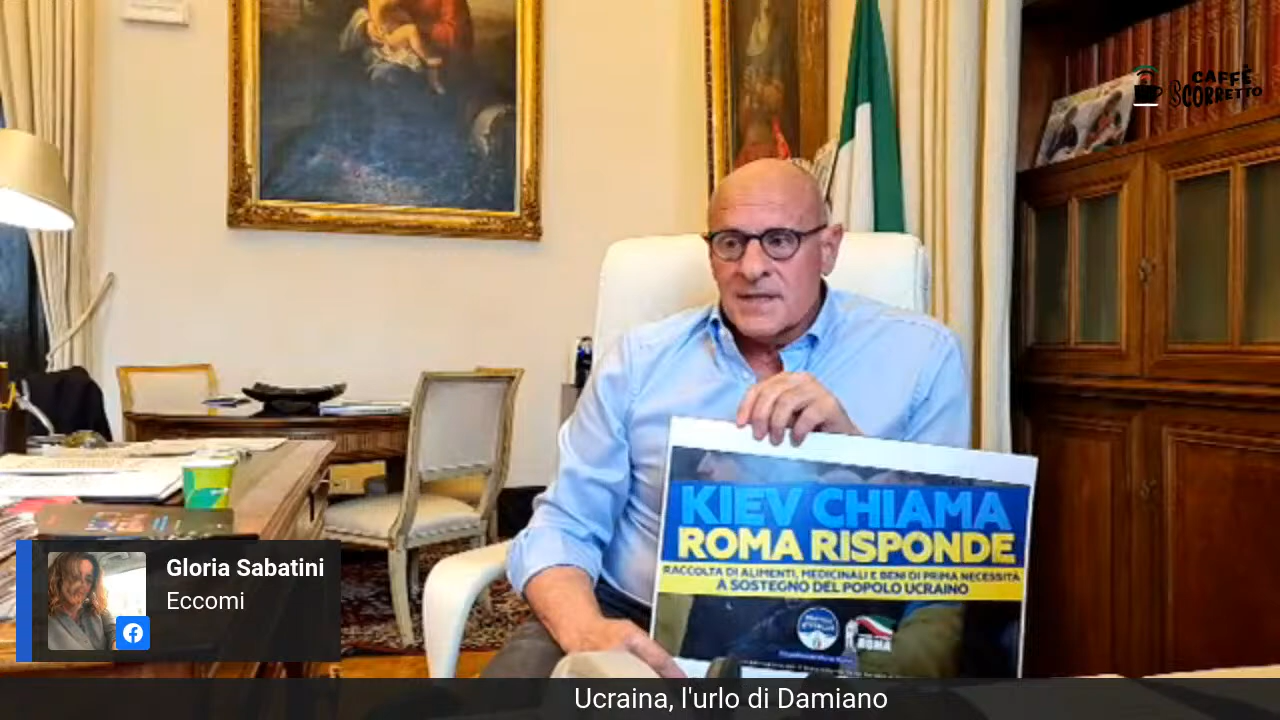 CAFFÈ
SCORRETTO
KIEV CHIAMA
ROMA RISPONDE
RACCOLTA DI ALIMENTI, MEDICINALI E BENI DI PRIMA NECESSITÀ
A SOSTEGNO DEL POPOLO UCRAINO
ROMA
Gloria Sabatini
Eccomi
Ucraina, l'urlo di Damiano